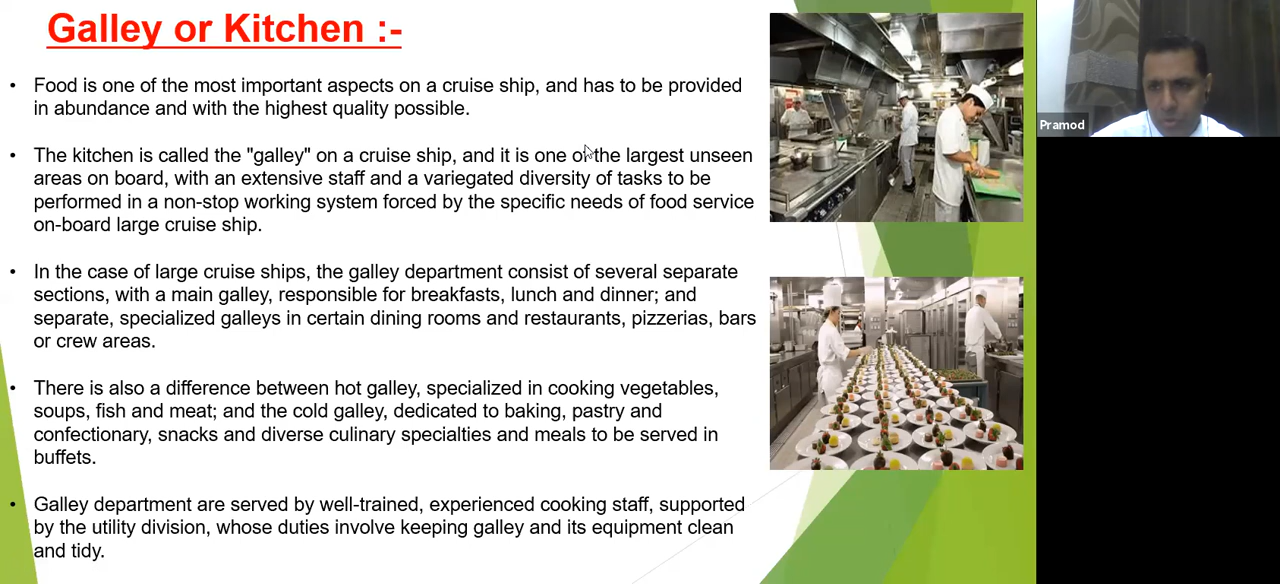 Galley or Kitchen :-
• Food is one of the most important aspects on a cruise ship, and has to be provided
in abundance and with the highest quality possible.
• The kitchen is called the "galley" on a cruise ship, and it is one of the largest unseen
areas on board, with an extensive staff and a variegated diversity of tasks to be
performed in a non-stop working system forced by the specific needs of food service
on-board large cruise ship.
• In the case of large cruise ships, the galley department consist of several separate
sections, with a main galley, responsible for breakfasts, lunch and dinner; and
separate, specialized galleys in certain dining rooms and restaurants, pizzerias, bars
or crew areas.
• There is also a difference between hot galley, specialized in cooking vegetables,
soups, fish and meat; and the cold galley, dedicated to baking, pastry and
confectionary, snacks and diverse culinary specialties and meals to be served in
buffets.
• Galley department are served by well-trained, experienced cooking staff, supported
by the utility division, whose duties involve keeping galley and its equipment clean
and tidy.
Pramod